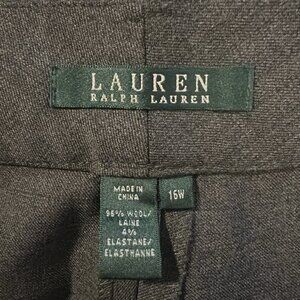 LAUREN
RALPH LAUREN
MADE IN
CHINA
16W
96% WOOL/
LAINE
4%
ELASTANE/
ELASTHANNE